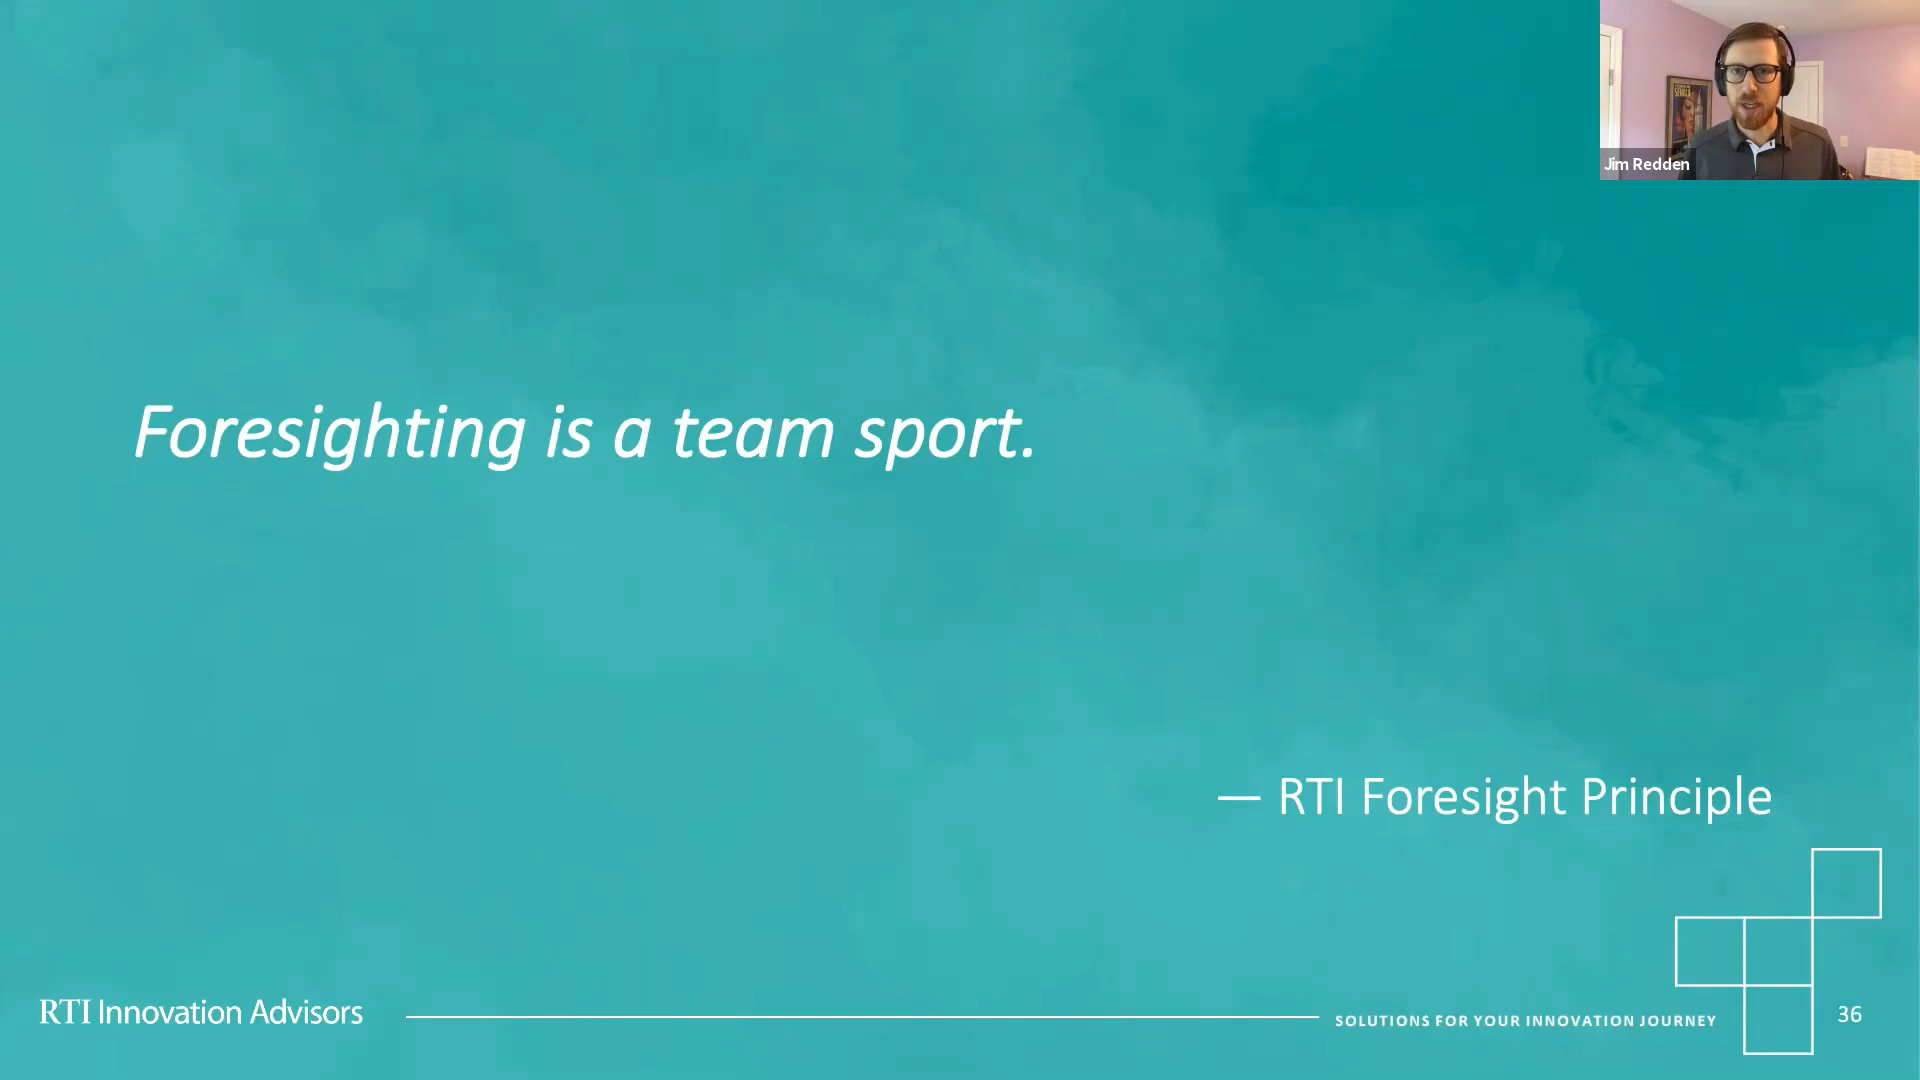 Jim Redden
Foresighting is a team sport.
— RTI Foresight Principle
RTI Innovation Advisors
SOLUTIONS FOR YOUR INNOVATION JOURNEY
36